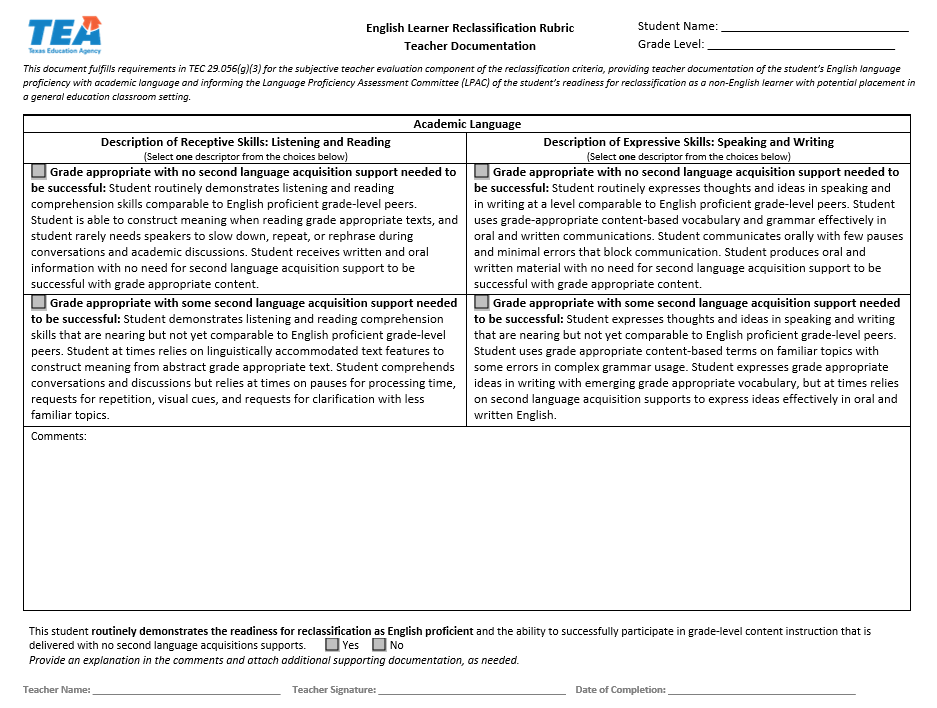 TEA
Texas Education Agency
English Learner Reclassification Rubric
Teacher Documentation
Student Name: ______________________________
Grade Level: ______________________________
This document fulfills requirements in TEC 29.056(g)(3) for the subjective teacher evaluation component of the reclassification criteria, providing teacher documentation of the student's English language
proficiency with academic language and informing the Language Proficiency Assessment Committee (LPAC) of the student's readiness for reclassification as a non-English learner with potential placement in
a general education classroom setting.
Academic Language
Description of Receptive Skills: Listening and Reading
(Select one descriptor from the choices below)
Description of Expressive Skills: Speaking and Writing
(Select one descriptor from the choices below)
Grade appropriate with no second language acquisition support needed to
be successful: Student routinely demonstrates listening and reading
comprehension skills comparable to English proficient grade-level peers.
Student is able to construct meaning when reading grade appropriate texts, and
student rarely needs speakers to slow down, repeat, or rephrase during
conversations and academic discussions. Student receives written and oral
information with no need for second language acquisition support to be
successful with grade appropriate content.
Grade appropriate with no second language acquisition support needed to
be successful: Student routinely expresses thoughts and ideas in speaking and
in writing at a level comparable to English proficient grade-level peers. Student
uses grade-appropriate content-based vocabulary and grammar effectively in
oral and written communications. Student communicates orally with few pauses
and minimal errors that block communication. Student produces oral and
written material with no need for second language acquisition support to be
successful with grade appropriate content.
Grade appropriate with some second language acquisition support needed
to be successful: Student demonstrates listening and reading comprehension
skills that are nearing but not yet comparable to English proficient grade-level
peers. Student at times relies on linguistically accommodated text features to
construct meaning from abstract grade appropriate text. Student comprehends
conversations and discussions but relies at times on pauses for processing time,
requests for repetition, visual cues, and requests for clarification with less
familiar topics.
Grade appropriate with some second language acquisition support needed
to be successful: Student expresses thoughts and ideas in speaking and writing
that are nearing but not yet comparable to English proficient grade-level peers.
Student uses grade appropriate content-based terms on familiar topics with
some errors in complex grammar usage. Student expresses grade appropriate
ideas in writing with emerging grade appropriate vocabulary, but at times relies
on second language acquisition supports to express ideas effectively in oral and
written English.
Comments:
This student routinely demonstrates the readiness for reclassification as English proficient and the ability to successfully participate in grade-level content instruction that is
delivered with no second language acquisitions supports. Yes No
Provide an explanation in the comments and attach additional supporting documentation, as needed.
Teacher Name: ______________________________ Teacher Signature: ______________________________ Date of Completion: ______________________________